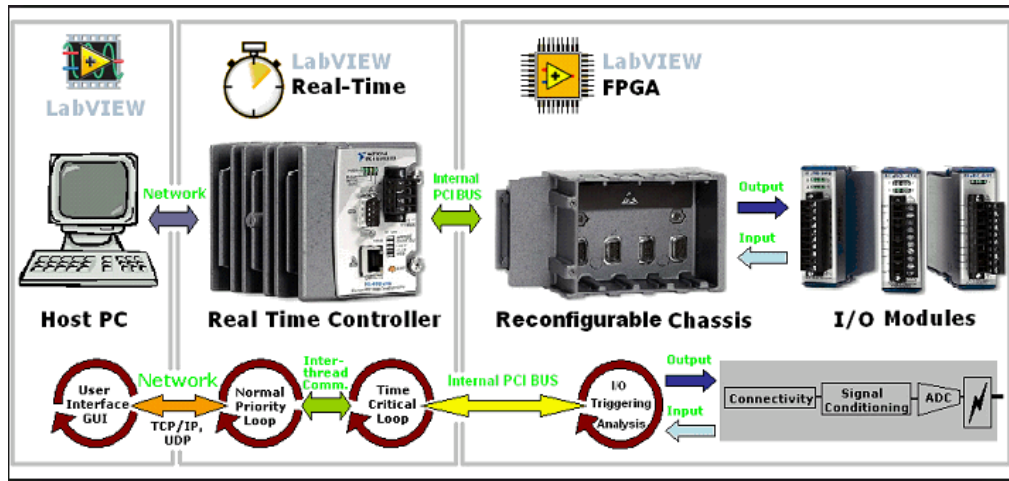 LabVIEW
LabVIEW
Real-Time
LabVIEW
FPGA
Network
Internal
PCI BUS
Output
Input
Host PC
Real Time Controller
Reconfigurable Chassis
I/O Modules
User
Interface
GUI
Network
TCP/IP,
UDP
Normal
Priority
Loop
Inter-
thread
Comm.
Time
Critical
Loop
Internal PCI BUS
I/O
Triggering
Analysis
Output
Input
Connectivity
Signal
Conditioning
ADC